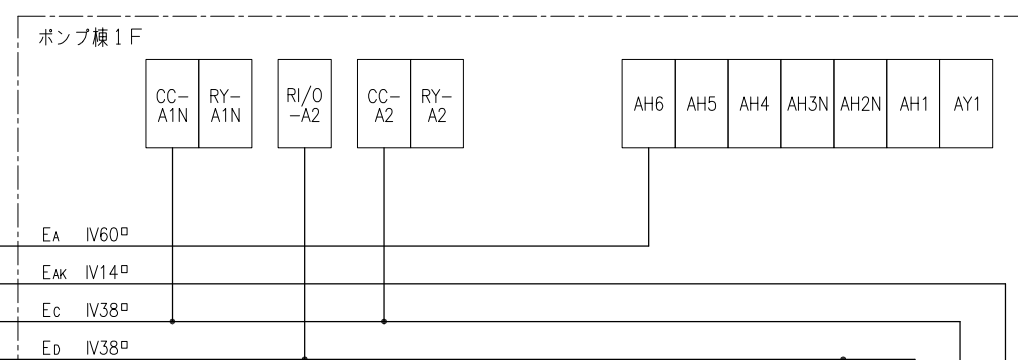 ポンプ棟1F
CC-
A1N
RY-
A1N
RI/O
-A2
CC-
A2
RY-
A2
AH6
AH5
AH4
AH3N
AH2N
AH1
AY1
EA IV60□
EAK IV14□
EC IV38□
ED IV38□